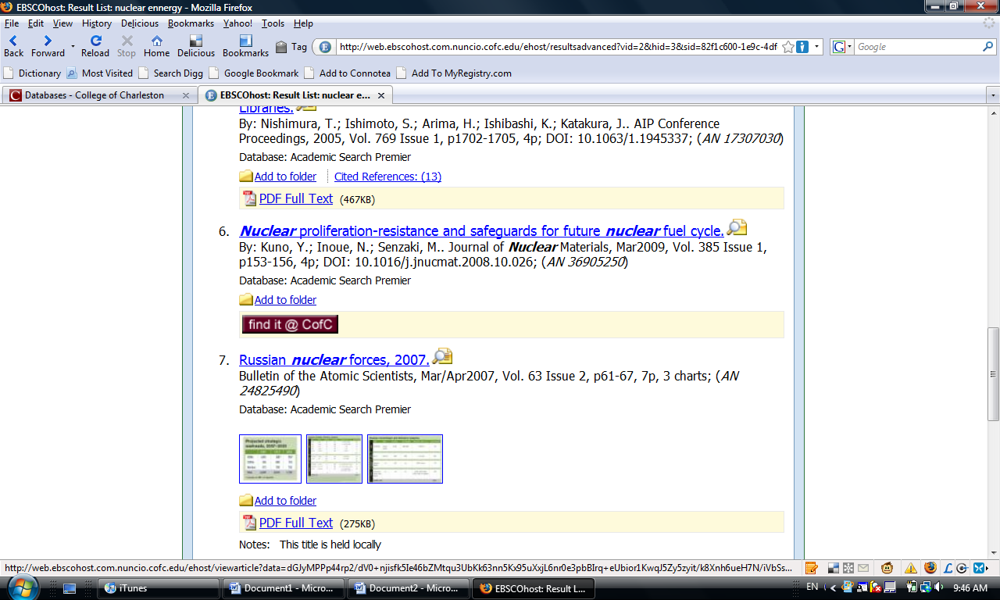 EBSCOhost: Result List: nuclear ennergy - Mozilla Firefox
File Edit View History Delicious Bookmarks Yahoo! Tools Help
Back Forward Reload Stop Home Delicious Bookmarks Tag http://web.ebscohost.com.nuncio.cofc.edu/ehost/resultsadvanced?vid=2&hid=3&sid=82f1c600-1e9c-4df G Google
Dictionary Most Visited Search Digg Google Bookmark Add to Connotea Add To MyRegistry.com
Databases - College of Charleston EBSCOhost: Result List: nuclear e...
Libraries.
By: Nishimura, T.; Ishimoto, S.; Arima, H.; Ishibashi, K.; Katakura, J.. AIP Conference
Proceedings, 2005, Vol. 769 Issue 1, p1702-1705, 4p; DOI: 10.1063/1.1945337; (AN 17307030)
Database: Academic Search Premier
Add to folder Cited References: (13)
PDF Full Text (467KB)
6. Nuclear proliferation-resistance and safeguards for future nuclear fuel cycle.
By: Kuno, Y.; Inoue, N.; Senzaki, M.. Journal of Nuclear Materials, Mar2009, Vol. 385 Issue 1,
p153-156, 4p; DOI: 10.1016/j.jnucmat.2008.10.026; (AN 36905250)
Database: Academic Search Premier
Add to folder
find it @ CofC
7. Russian nuclear forces, 2007.
Bulletin of the Atomic Scientists, Mar/Apr2007, Vol. 63 Issue 2, p61-67, 7p, 3 charts; (AN
24825490)
Database: Academic Search Premier
Projected strategic
warheads, 2007-2020
Add to folder
PDF Full Text (275KB)
Notes: This title is held locally
http://web.ebscohost.com.nuncio.cofc.edu/ehost/viewarticle?data=dGJyMPPp44rp2/dV0+njisfk5Ie46bZMtqu3UbKk63nn5Kx95uXxjL6nr0e3pbBIrq+eUbior1KwqJ5Zy5zyit/k8Xnh6ueH7N/iVbSs...
iTunes Document1 - Micro... Document2 - Micro... EBSCOhost: Result L... EN 9:46 AM